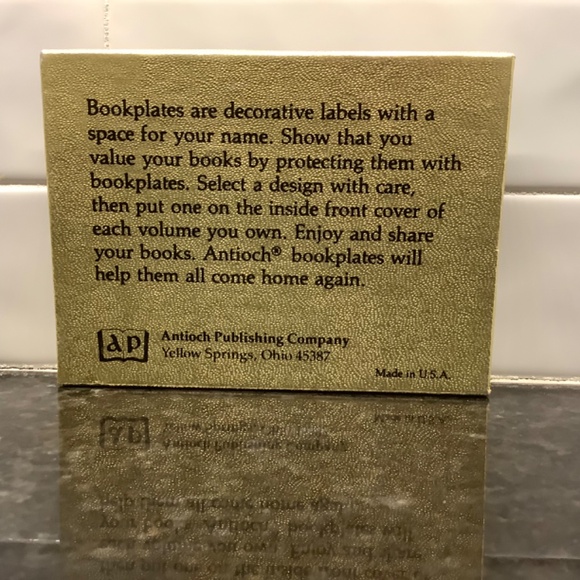 Bookplates are decorative labels with a
space for your name. Show that you
value your books by protecting them with
bookplates. Select a design with care,
then put one on the inside front cover of
each volume you own. Enjoy and share
your books. Antioch® bookplates will
help them all come home again.
ap
Antioch Publishing Company
Yellow Springs, Ohio 45387
Made in U.S.A.